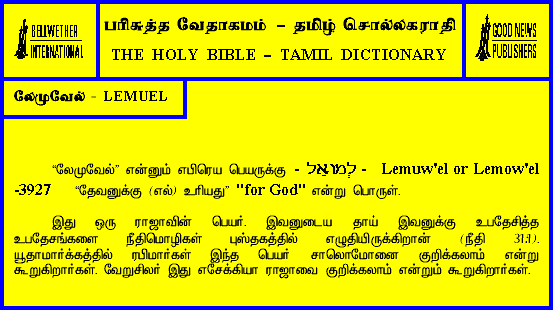 BELLWETHER
INTERNATIONAL
பரிசுத்த வேதாகமம் – தமிழ் சொல்லகராதி
THE HOLY BIBLE – TAMIL DICTIONARY
GOOD NEWS
PUBLISHERS
லேமுவேல் - LEMUEL
“லேமுவேல்” என்னும் எபிரெய பெயருக்கு - לְמוּאֵל - Lemuw'el or Lemow'el
-3927 “தேவனுக்கு (எல்) உரியது” "for God" என்று பொருள்.
இது ஒரு ராஜாவின் பெயர். இவனுடைய தாய் இவனுக்கு உபதேசித்த
உபதேசங்களை நீதிமொழிகள் புஸ்தகத்தில் எழுதியிருக்கிறான் (நீதி 31:1).
யூதாமார்க்கத்தில் ரபிமார்கள் இந்த பெயர் சாலொமோனை குறிக்கலாம் என்று
கூறுகிறார்கள். வேறுசிலர் இது எசேக்கியா ராஜாவை குறிக்கலாம் என்றும் கூறுகிறார்கள்.